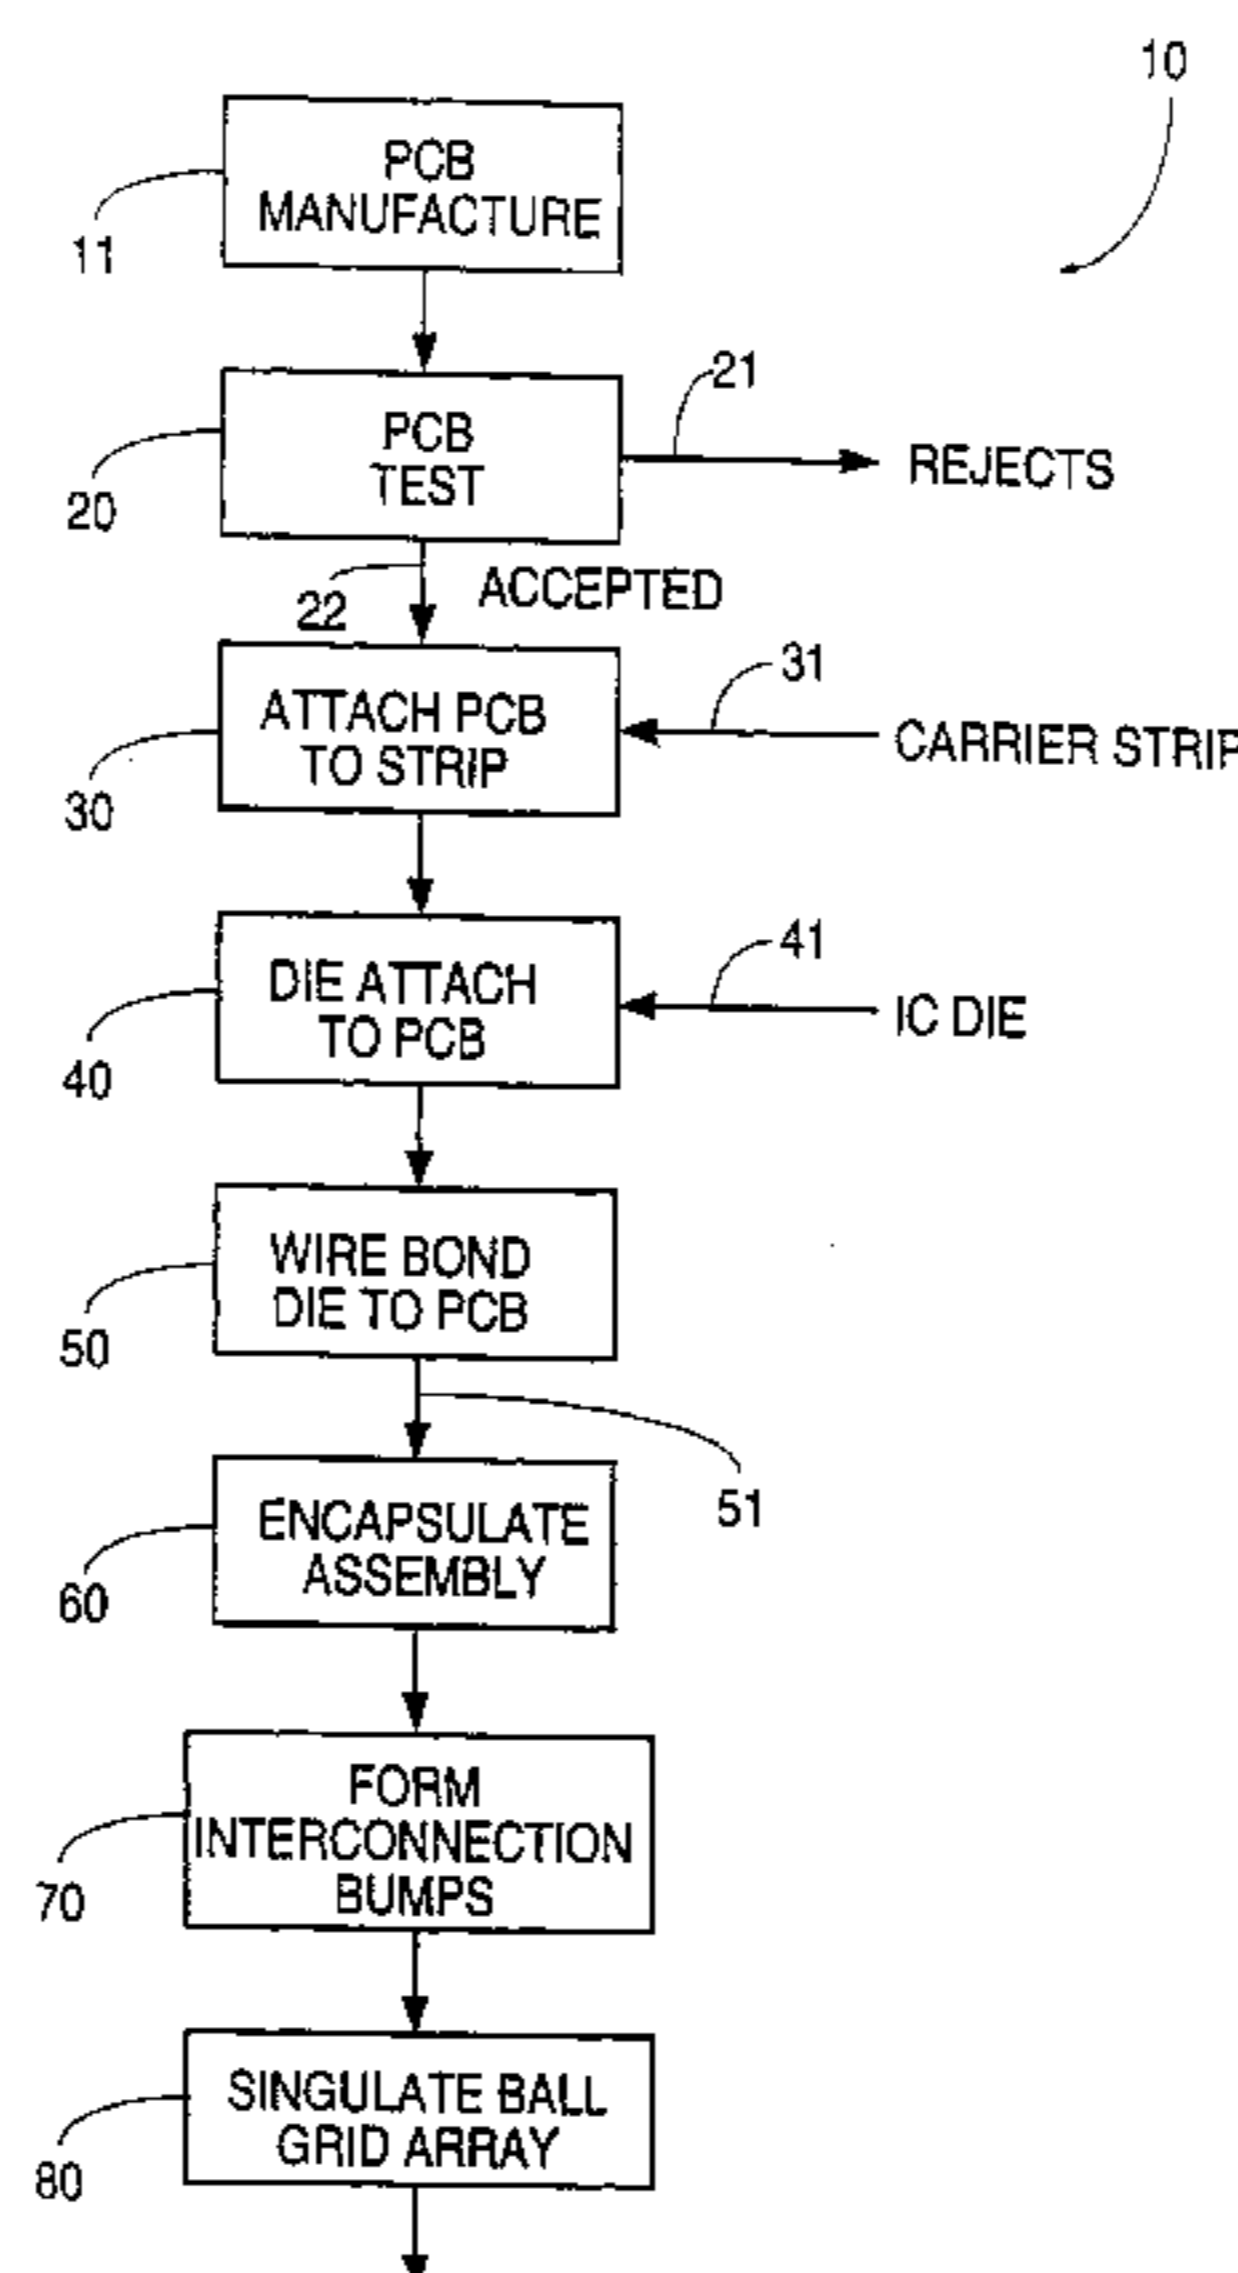 10
PCB
MANUFACTURE
11
21
PCB
TEST
REJECTS
20
22
ACCEPTED
31
ATTACH PCB
TO STRIP
CARRIER STRIP
30
41
DIE ATTACH
TO PCB
IC DIE
40
WIRE BOND
DIE TO PCB
50
51
ENCAPSULATE
ASSEMBLY
60
FORM
INTERCONNECTION
BUMPS
70
SINGULATE BALL
GRID ARRAY
80